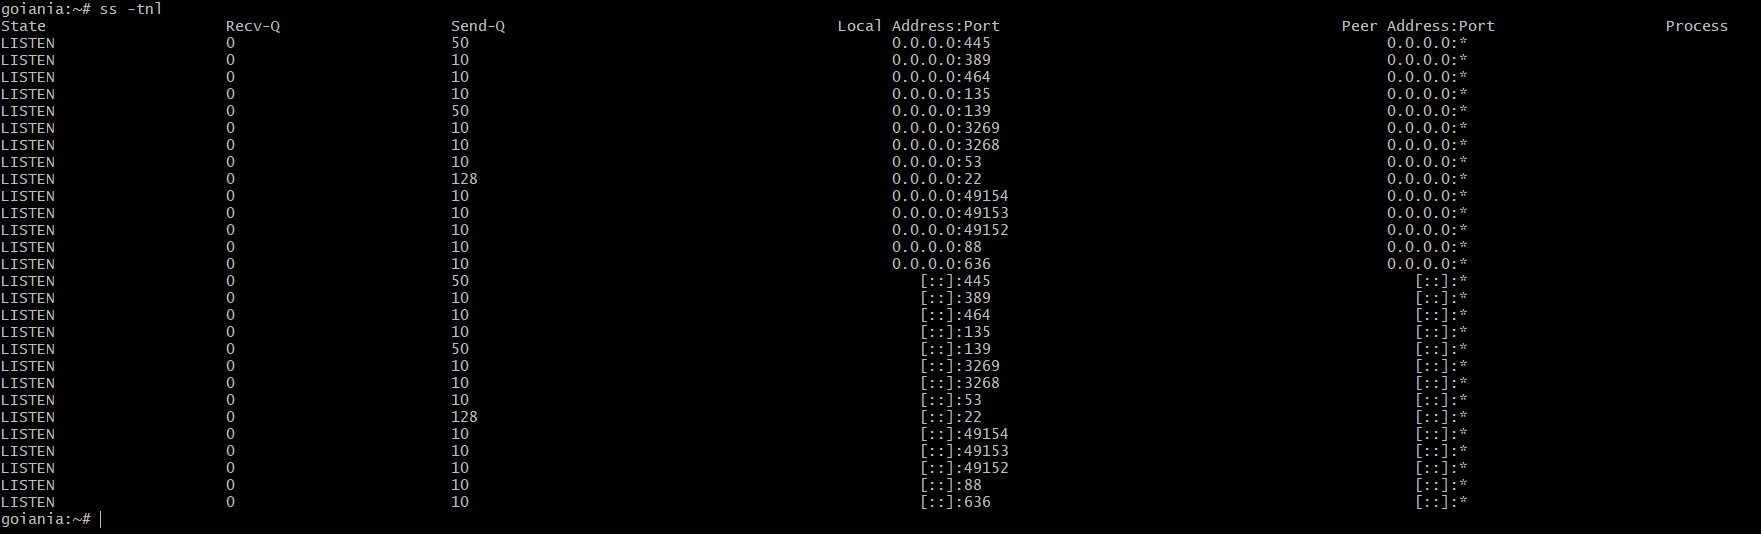 goiania:~# ss -tnl
State Recv-Q Send-Q Local Address:Port Peer Address:Port Process
LISTEN 0 50 0.0.0.0:445 0.0.0.0:*
LISTEN 0 10 0.0.0.0:389 0.0.0.0:*
LISTEN 0 10 0.0.0.0:464 0.0.0.0:*
LISTEN 0 10 0.0.0.0:135 0.0.0.0:*
LISTEN 0 50 0.0.0.0:139 0.0.0.0:*
LISTEN 0 10 0.0.0.0:3269 0.0.0.0:*
LISTEN 0 10 0.0.0.0:3268 0.0.0.0:*
LISTEN 0 10 0.0.0.0:53 0.0.0.0:*
LISTEN 0 128 0.0.0.0:22 0.0.0.0:*
LISTEN 0 10 0.0.0.0:49154 0.0.0.0:*
LISTEN 0 10 0.0.0.0:49153 0.0.0.0:*
LISTEN 0 10 0.0.0.0:49152 0.0.0.0:*
LISTEN 0 10 0.0.0.0:88 0.0.0.0:*
LISTEN 0 10 0.0.0.0:636 0.0.0.0:*
LISTEN 0 50 [::]:445 [::]:*
LISTEN 0 10 [::]:389 [::]:*
LISTEN 0 10 [::]:464 [::]:*
LISTEN 0 10 [::]:135 [::]:*
LISTEN 0 50 [::]:139 [::]:*
LISTEN 0 10 [::]:3269 [::]:*
LISTEN 0 10 [::]:3268 [::]:*
LISTEN 0 10 [::]:53 [::]:*
LISTEN 0 128 [::]:22 [::]:*
LISTEN 0 10 [::]:49154 [::]:*
LISTEN 0 10 [::]:49153 [::]:*
LISTEN 0 10 [::]:49152 [::]:*
LISTEN 0 10 [::]:88 [::]:*
LISTEN 0 10 [::]:636 [::]:*
goiania:~#